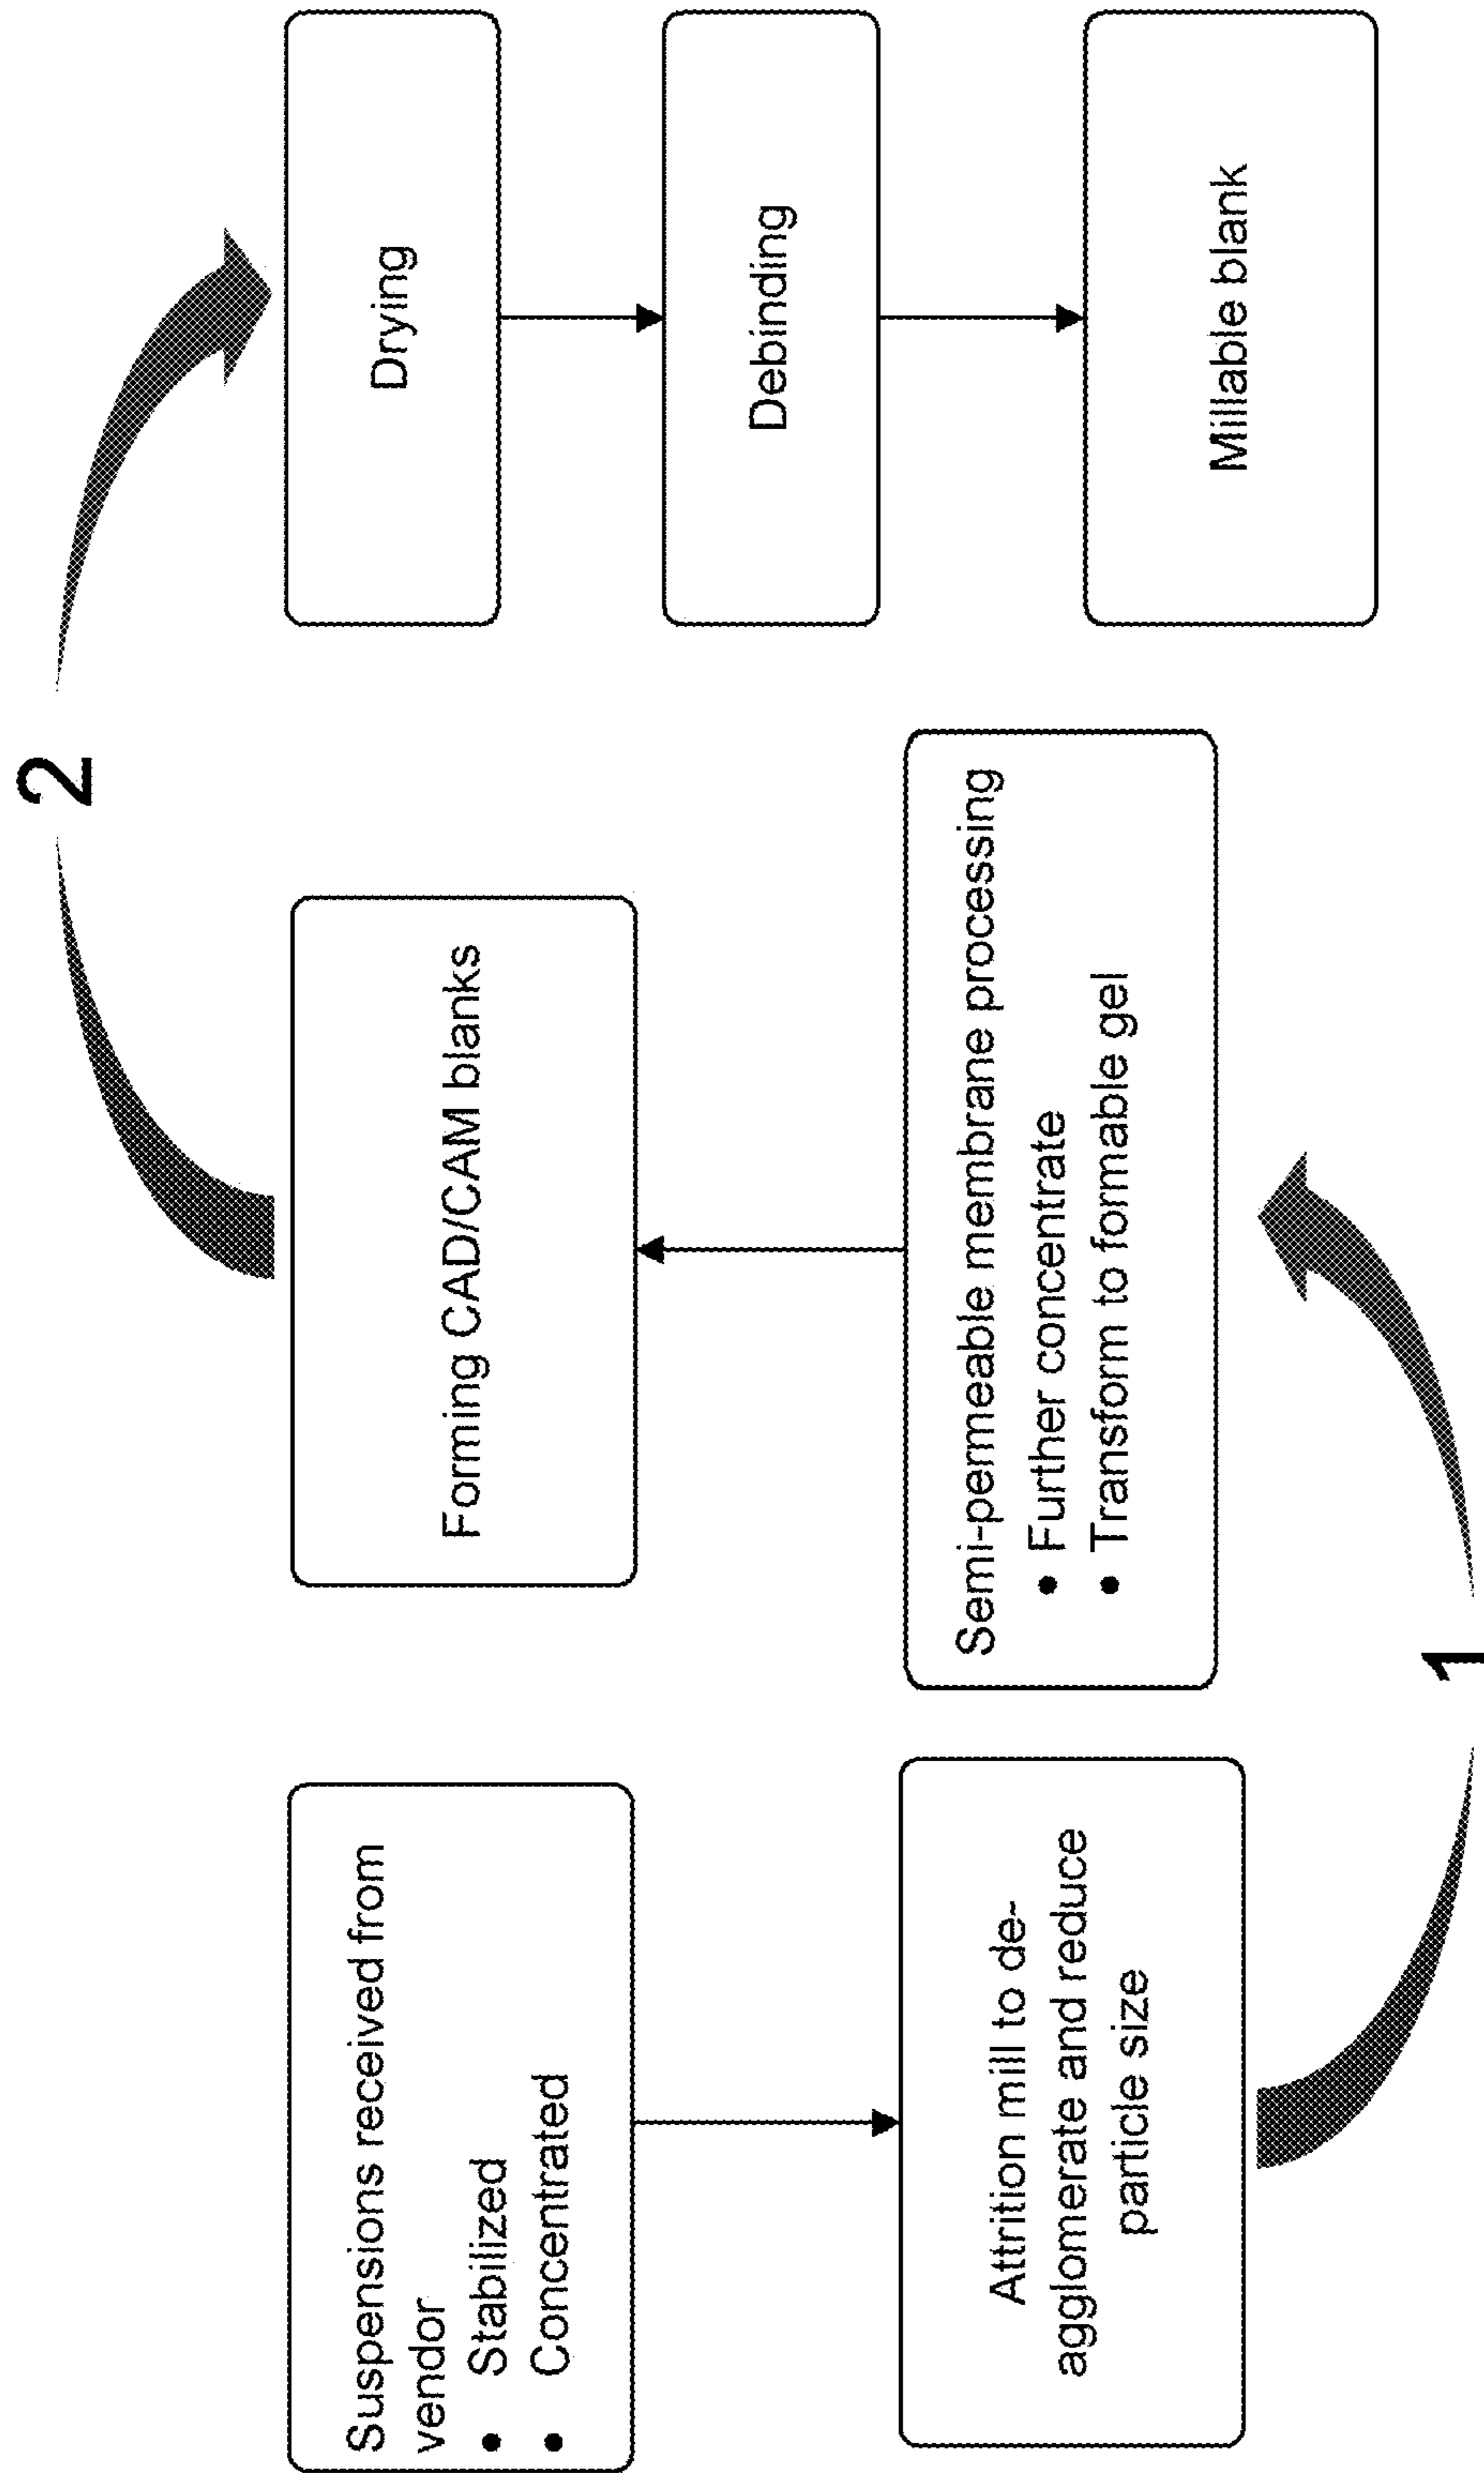 Suspensions received from
vendor
• Stabilized
• Concentrated
Attrition mill to de-
agglomerate and reduce
particle size
1
Semi-permeable membrane processing
• Further concentrate
• Transform to formable gel
Forming CAD/CAM blanks
2
Drying
Debinding
Millable blank